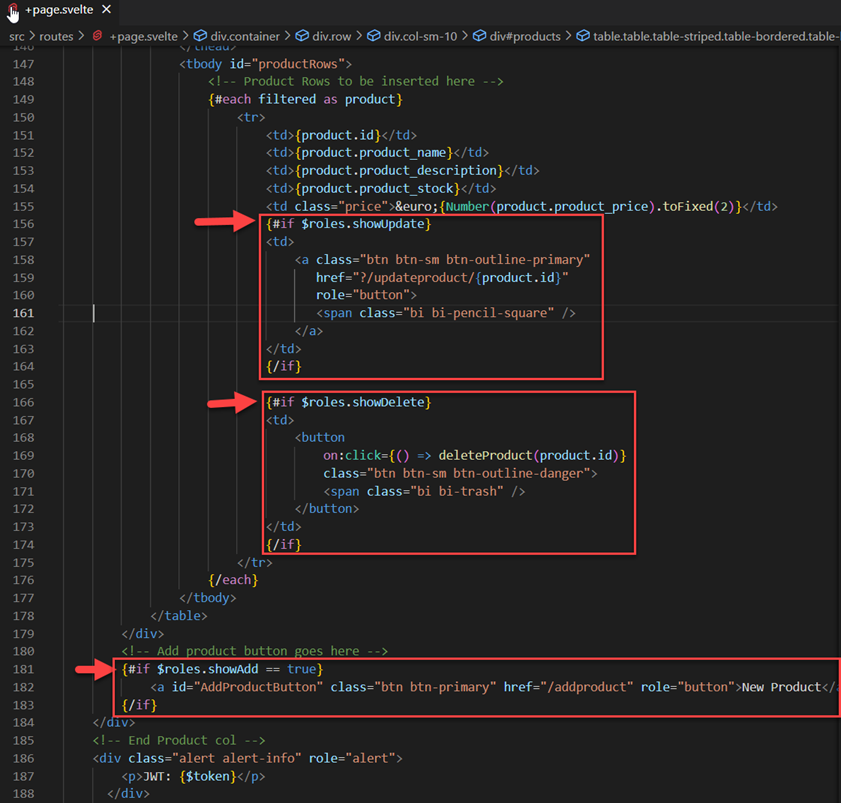 +page.svelte
src > routes > +page.svelte > div.container > div.row > div.col-sm-10 > div#products > table.table.table-striped.table-bordered.table-
146 </thead>
147 <tbody id="productRows">
148 <!-- Product Rows to be inserted here -->
149 {#each filtered as product}
150 <tr>
151 <td>{product.id}</td>
152 <td>{product.product_name}</td>
153 <td>{product.product_description}</td>
154 <td>{product.product_stock}</td>
155 <td class="price">&euro;{Number(product.product_price).toFixed(2)}</td>
156 {#if $roles.showUpdate}
157 <td>
158 <a class="btn btn-sm btn-outline-primary"
159 href="?/updateproduct/{product.id}"
160 role="button">
161 <span class="bi bi-pencil-square" />
162 </a>
163 </td>
164 {/if}
165
166 {#if $roles.showDelete}
167 <td>
168 <button
169 on:click={() => deleteProduct(product.id)}
170 class="btn btn-sm btn-outline-danger">
171 <span class="bi bi-trash" />
172 </button>
173 </td>
174 {/if}
175 </tr>
176 {/each}
177 </tbody>
178 </table>
179 </div>
180 <!-- Add product button goes here -->
181 {#if $roles.showAdd == true}
182 <a id="AddProductButton" class="btn btn-primary" href="/addproduct" role="button">New Product</
183 {/if}
184 </div>
185 <!-- End Product col -->
186 <div class="alert alert-info" role="alert">
187 <p>JWT: {$token}</p>
188 </div>